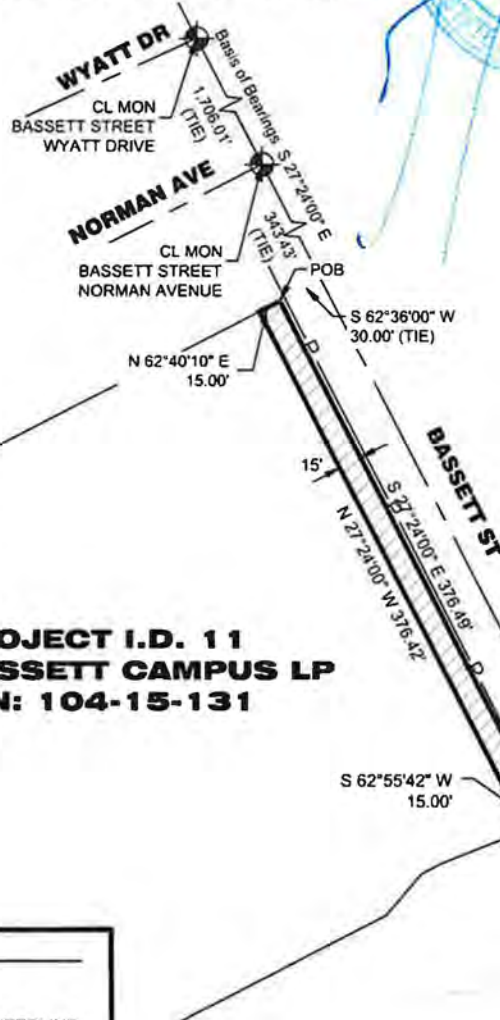 WYATT DR
CL MON
BASSETT STREET
WYATT DRIVE
Basis of Bearings S 27°24'00" E
1,706.01'
(TIE)
NORMAN AVE
343.43'
(TIE)
CL MON
BASSETT STREET
NORMAN AVENUE
POB
S 62°36'00" W
30.00' (TIE)
N 62°40'10" E
15.00'
BASSETT ST
15'
P
S 27°24'00" E 376.49'
N 27°24'00" W 376.42'
P
OJECT I.D. 11
SSETT CAMPUS LP
N: 104-15-131
S 62°55'42" W
15.00'